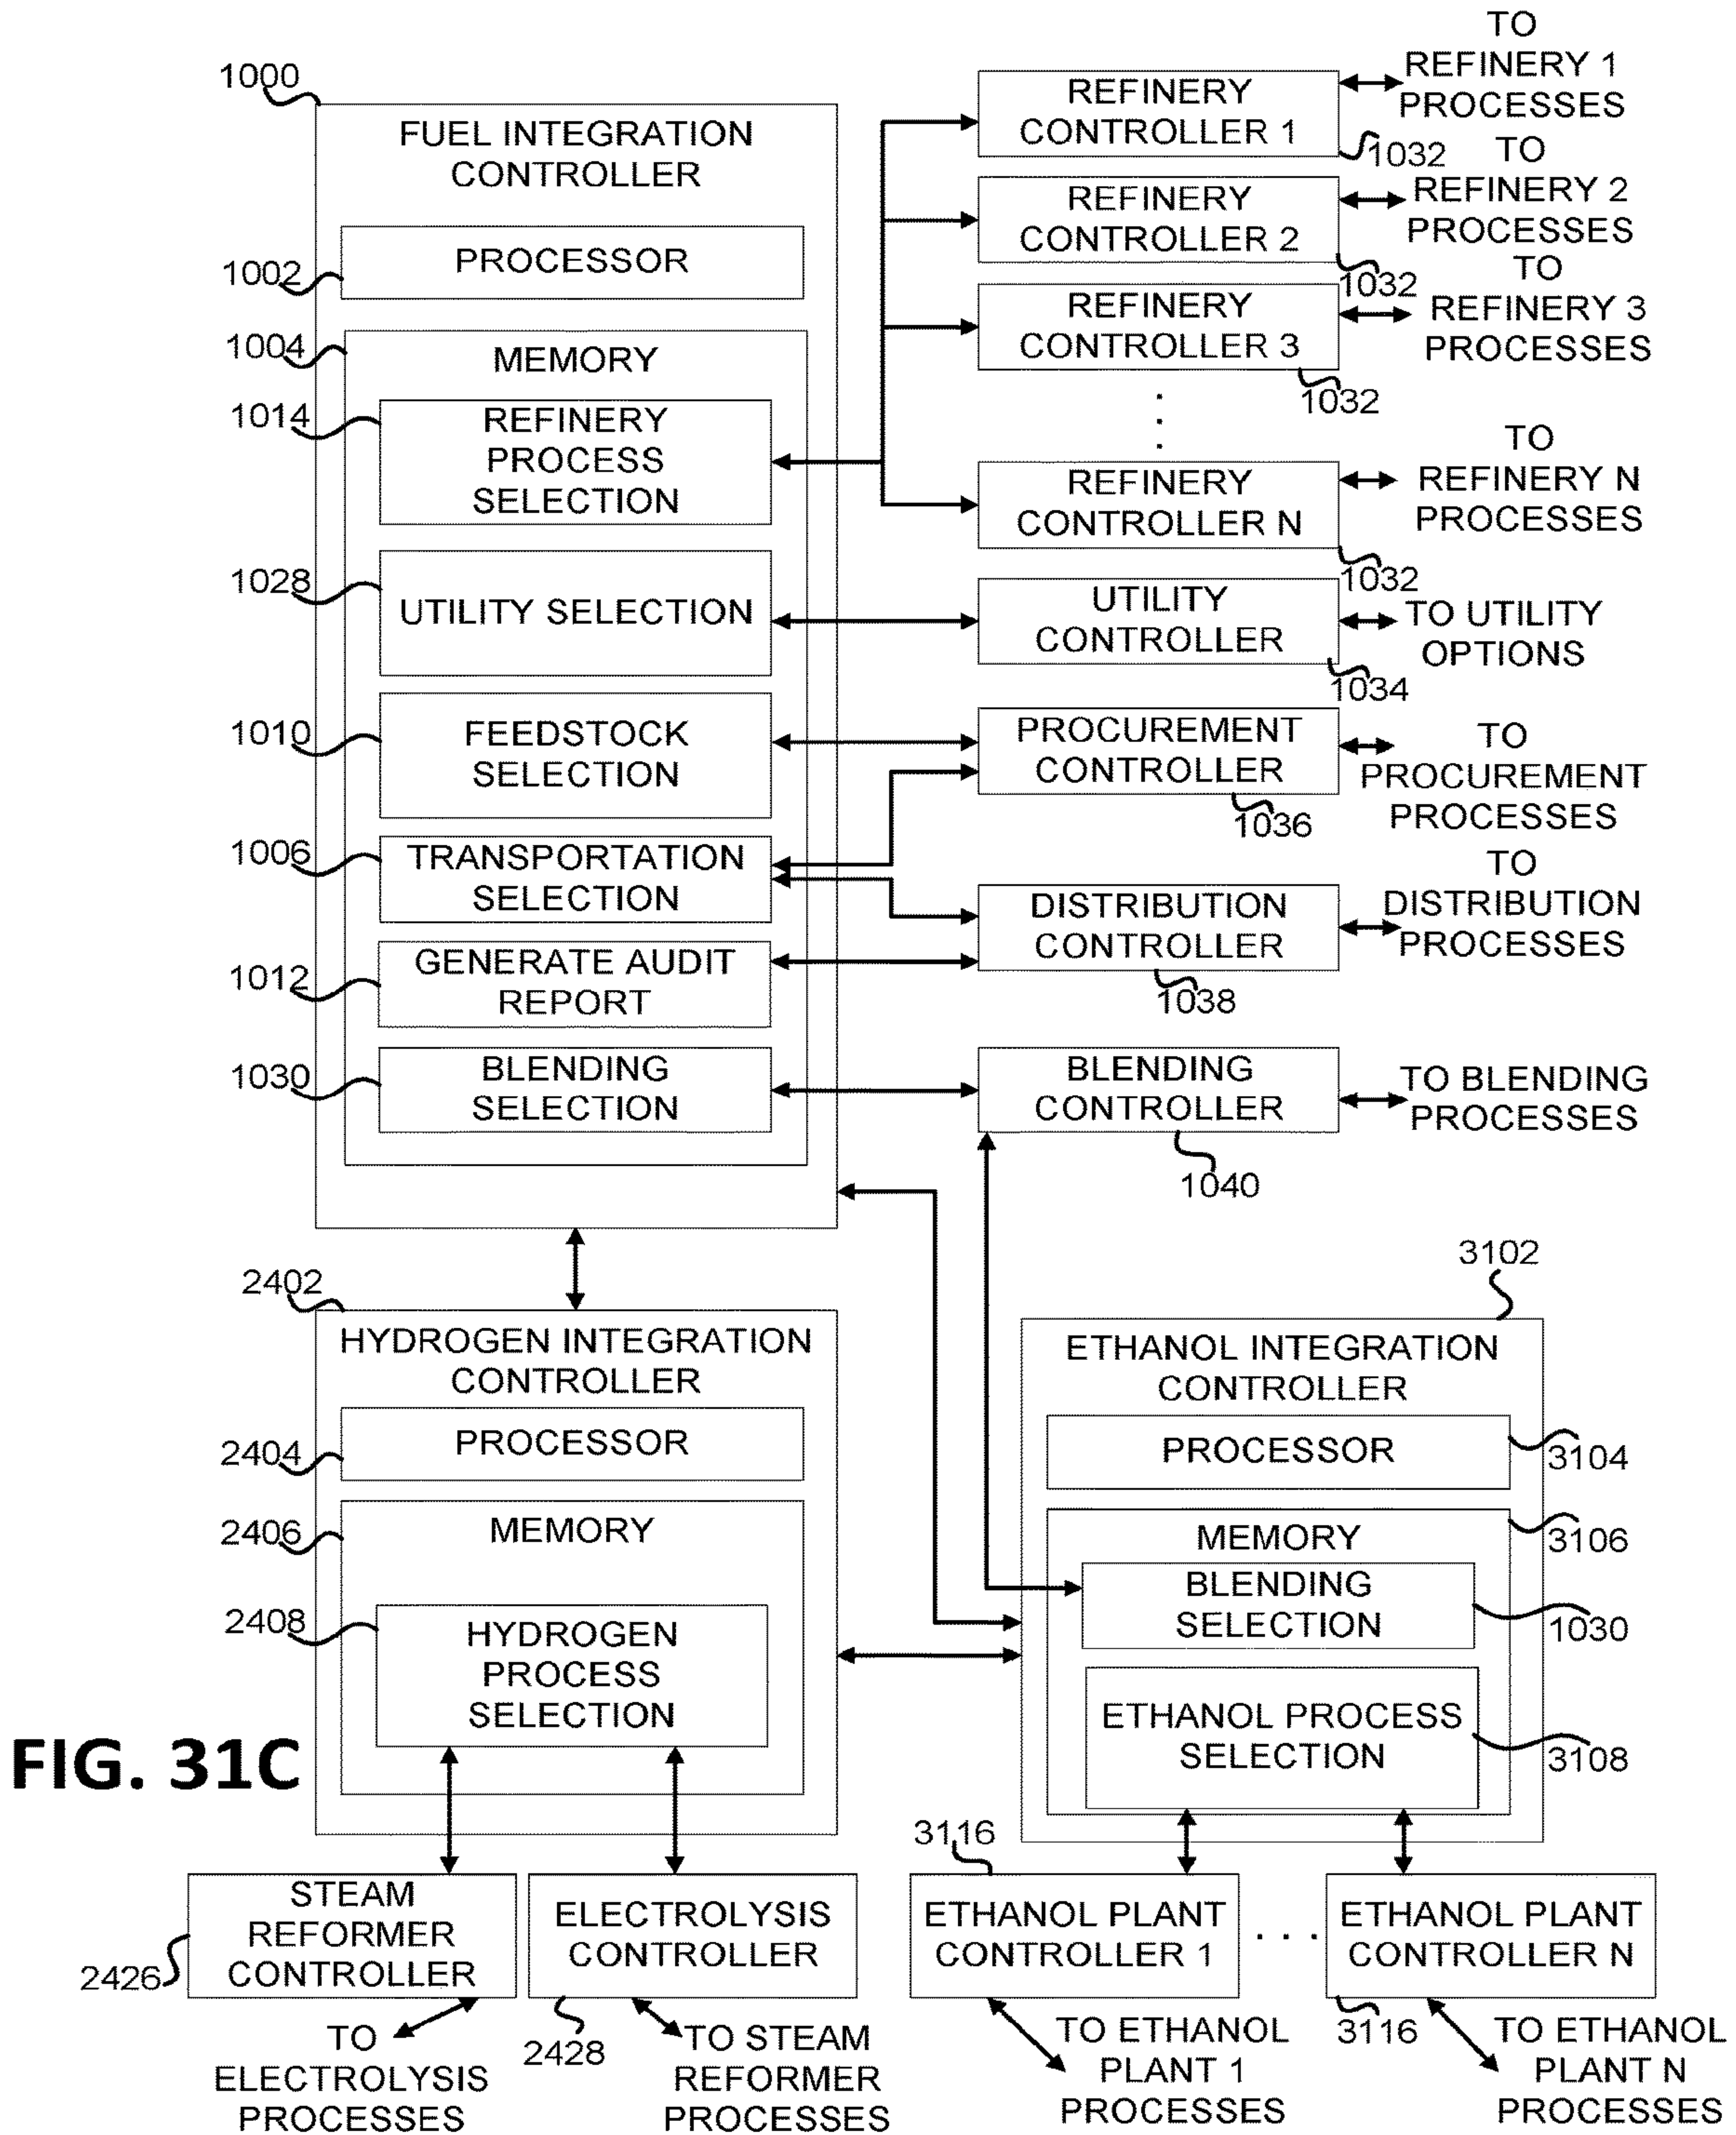 1000
FUEL INTEGRATION
CONTROLLER
1002
PROCESSOR
1004
MEMORY
1014
REFINERY
PROCESS
SELECTION
1028
UTILITY SELECTION
1010
FEEDSTOCK
SELECTION
1006
TRANSPORTATION
SELECTION
1012
GENERATE AUDIT
REPORT
1030
BLENDING
SELECTION
REFINERY
CONTROLLER 1
1032
TO
REFINERY 1
PROCESSES
REFINERY
CONTROLLER 2
1032
TO
REFINERY 2
PROCESSES
REFINERY
CONTROLLER 3
1032
TO
REFINERY 3
PROCESSES
. . .
REFINERY
CONTROLLER N
1032
TO
REFINERY N
PROCESSES
UTILITY
CONTROLLER
1034
TO UTILITY
OPTIONS
PROCUREMENT
CONTROLLER
1036
TO
PROCUREMENT
PROCESSES
DISTRIBUTION
CONTROLLER
1038
TO
DISTRIBUTION
PROCESSES
BLENDING
CONTROLLER
1040
TO BLENDING
PROCESSES
2402
HYDROGEN INTEGRATION
CONTROLLER
2404
PROCESSOR
2406
MEMORY
2408
HYDROGEN
PROCESS
SELECTION
3102
ETHANOL INTEGRATION
CONTROLLER
PROCESSOR
3104
MEMORY
3106
BLENDING
SELECTION
1030
ETHANOL PROCESS
SELECTION
3108
FIG. 31C
STEAM
REFORMER
CONTROLLER
2426
TO
ELECTROLYSIS
PROCESSES
ELECTROLYSIS
CONTROLLER
2428
TO STEAM
REFORMER
PROCESSES
3116
ETHANOL PLANT
CONTROLLER 1
TO ETHANOL
PLANT 1
PROCESSES
. . .
ETHANOL PLANT
CONTROLLER N
3116
TO ETHANOL
PLANT N
PROCESSES